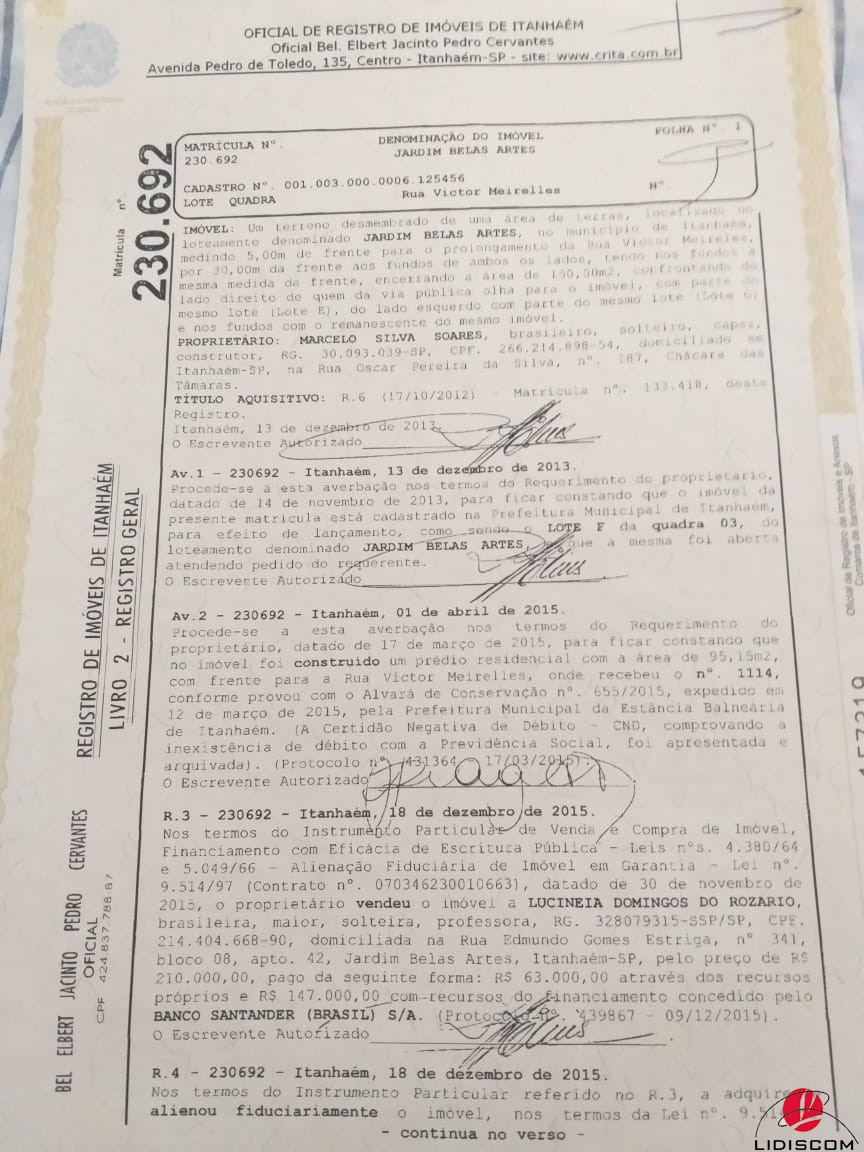 OFICIAL DE REGISTRO DE IMÓVEIS DE ITANHAÉM
Oficial Bel. Elbert Jacinto Pedro Cervantes
Avenida Pedro de Toledo, 135, Centro - Itanhaém-SP - site: www.crita.com.br
Matrícula nº
230.692
MATRÍCULA Nº.
230.692
DENOMINAÇÃO DO IMÓVEL
JARDIM BELAS ARTES
FOLHA Nº 1
CADASTRO Nº. 001.003.000.0006.125456
LOTE QUADRA Rua Victor Meirelles Nº.
IMÓVEL: Um terreno desmembrado de uma área de terras, localizado no
loteamento denominado JARDIM BELAS ARTES, no município de Itanhaém,
medindo 5,00m de frente para o prolongamento da Rua Victor Meireles,
por 30,00m da frente aos fundos de ambos os lados, tendo nos fundos a
mesma medida da frente, encerrando a área de 150,00m2, confrontando do
lado direito de quem da via pública olha para o imóvel, com parte do
mesmo lote (Lote E), do lado esquerdo com parte do mesmo lote (Lote G)
e nos fundos com o remanescente do mesmo imóvel.
PROPRIETÁRIO: MARCELO SILVA SOARES, brasileiro, solteiro, capaz,
construtor, RG. 30.093.039-SP, CPF. 266.214.898-54, domiciliado em
Itanhaém-SP, na Rua Oscar Pereira da Silva, nº. 187, Chácara das
Tâmaras.
TÍTULO AQUISITIVO: R.6 (17/10/2012) - Matrícula nº. 133.418, deste
Registro.
Itanhaém, 13 de dezembro de 2013.
O Escrevente Autorizado
Av.1 - 230692 - Itanhaém, 13 de dezembro de 2013.
Procede-se a esta averbação nos termos do Requerimento do proprietário,
datado de 14 de novembro de 2013, para ficar constando que o imóvel da
presente matrícula está cadastrado na Prefeitura Municipal de Itanhaém,
para efeito de lançamento, como sendo o LOTE F da quadra 03, do
loteamento denominado JARDIM BELAS ARTES, que a mesma foi aberta
atendendo pedido do requerente.
O Escrevente Autorizado
Av.2 - 230692 - Itanhaém, 01 de abril de 2015.
Procede-se a esta averbação nos termos do Requerimento do
proprietário, datado de 17 de março de 2015, para ficar constando que
no imóvel foi construído um prédio residencial com a área de 95,15m2,
com frente para a Rua Victor Meirelles, onde recebeu o nº. 1114,
conforme provou com o Alvará de Conservação nº. 655/2015, expedido em
12 de março de 2015, pela Prefeitura Municipal da Estância Balneária
de Itanhaém. (A Certidão Negativa de Débito - CND, comprovando a
inexistência de débito com a Previdência Social, foi apresentada e
arquivada). (Protocolo nº 431364 17/03/2015).
O Escrevente Autorizado
R.3 - 230692 - Itanhaém, 18 de dezembro de 2015.
Nos termos do Instrumento Particular de Venda e Compra de Imóvel,
Financiamento com Eficácia de Escritura Pública - Leis nºs. 4.380/64
e 5.049/66 - Alienação Fiduciária de Imóvel em Garantia - Lei nº.
9.514/97 (Contrato nº. 070346230010663), datado de 30 de novembro de
2015, o proprietário vendeu o imóvel a LUCINEIA DOMINGOS DO ROZARIO,
brasileira, maior, solteira, professora, RG. 328079315-SSP/SP, CPF.
214.404.668-90, domiciliada na Rua Edmundo Gomes Estriga, nº 341,
bloco 08, apto. 42, Jardim Belas Artes, Itanhaém-SP, pelo preço de R$
210.000,00, pago da seguinte forma: R$ 63.000,00 através dos recursos
próprios e R$ 147.000,00 com recursos do financiamento concedido pelo
BANCO SANTANDER (BRASIL) S/A. (Protocolo nº. 439867 - 09/12/2015).
O Escrevente Autorizado
R.4 - 230692 - Itanhaém, 18 de dezembro de 2015.
Nos termos do Instrumento Particular referido no R.3, a adquire
alienou fiduciariamente o imóvel, nos termos da Lei nº. 9.514
- continua no verso -
REGISTRO DE IMÓVEIS DE ITANHAÉM
LIVRO 2 - REGISTRO GERAL
BEL ELBERT JACINTO PEDRO CERVANTES
OFICIAL
CPF 424.837.788-87
Oficial de Registro de Imóveis e Anexos
Comarca de Itanhaém - SP
157219
LIDISCOM